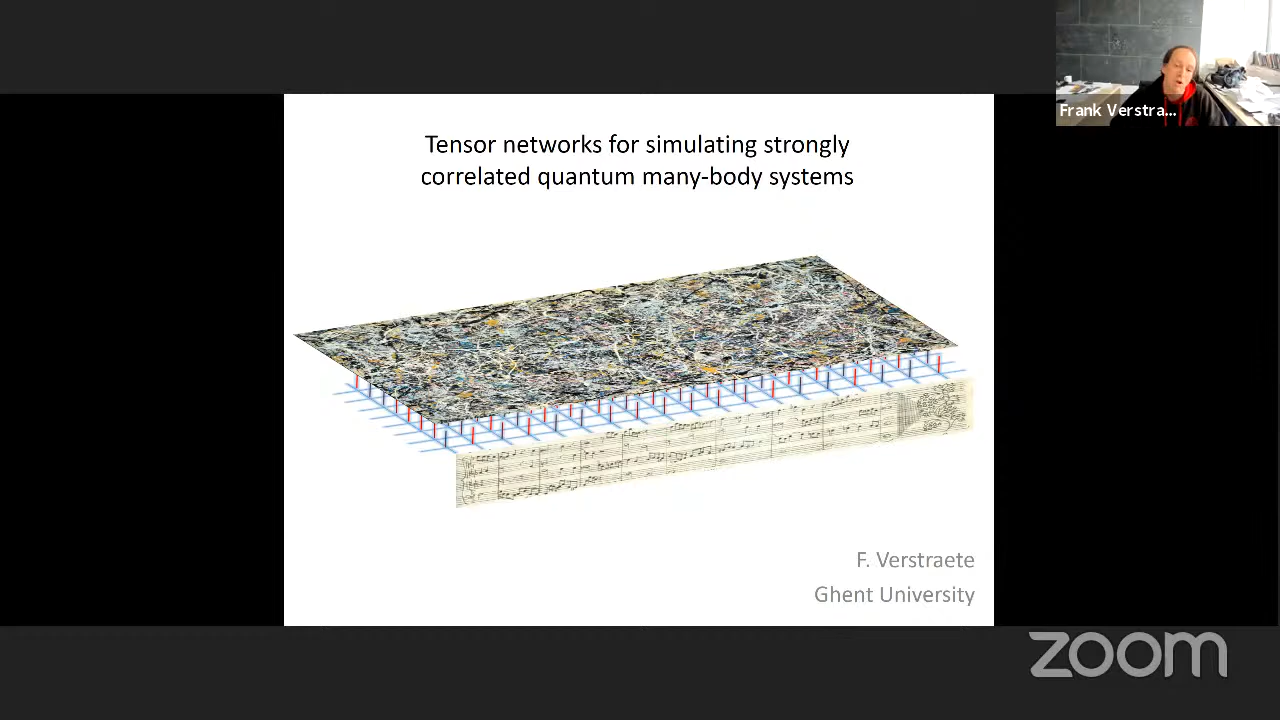 Frank Verstra...
Tensor networks for simulating strongly
correlated quantum many-body systems
F. Verstraete
Ghent University
zoom